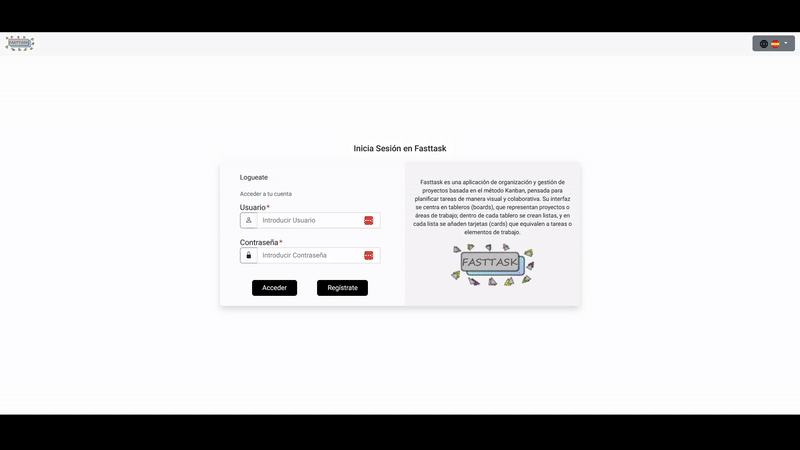 FASTTASK
Inicia Sesión en Fasttask
Logueate
Acceder a tu cuenta
Usuario*
Introducir Usuario
Contraseña*
Introducir Contraseña
Acceder
Regístrate
Fasttask es una aplicación de organización y gestión de
proyectos basada en el método Kanban, pensada para
planificar tareas de manera visual y colaborativa. Su interfaz
se centra en tableros (boards), que representan proyectos o
áreas de trabajo; dentro de cada tablero se crean listas, y en
cada lista se añaden tarjetas (cards) que equivalen a tareas o
elementos de trabajo.
FASTTASK